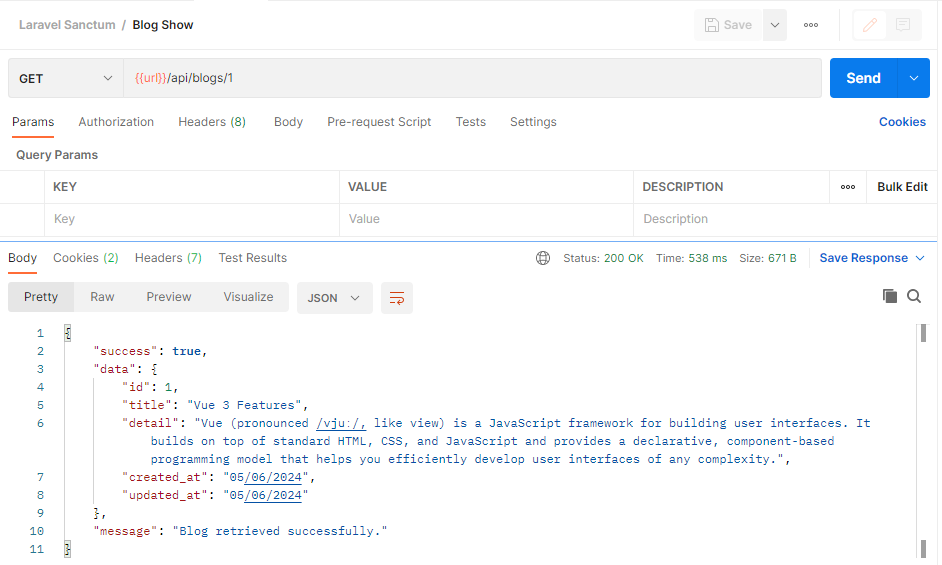 Laravel Sanctum / Blog Show
Save
GET {{url}}/api/blogs/1 Send
Params Authorization Headers (8) Body Pre-request Script Tests Settings Cookies
Query Params
KEY VALUE DESCRIPTION Bulk Edit
Key Value Description
Body Cookies (2) Headers (7) Test Results Status: 200 OK Time: 538 ms Size: 671 B Save Response
Pretty Raw Preview Visualize JSON
1 {
2 "success": true,
3 "data": {
4 "id": 1,
5 "title": "Vue 3 Features",
6 "detail": "Vue (pronounced /vjuː/, like view) is a JavaScript framework for building user interfaces. It
builds on top of standard HTML, CSS, and JavaScript and provides a declarative, component-based
programming model that helps you efficiently develop user interfaces of any complexity.",
7 "created_at": "05/06/2024",
8 "updated_at": "05/06/2024"
9 },
10 "message": "Blog retrieved successfully."
11 }